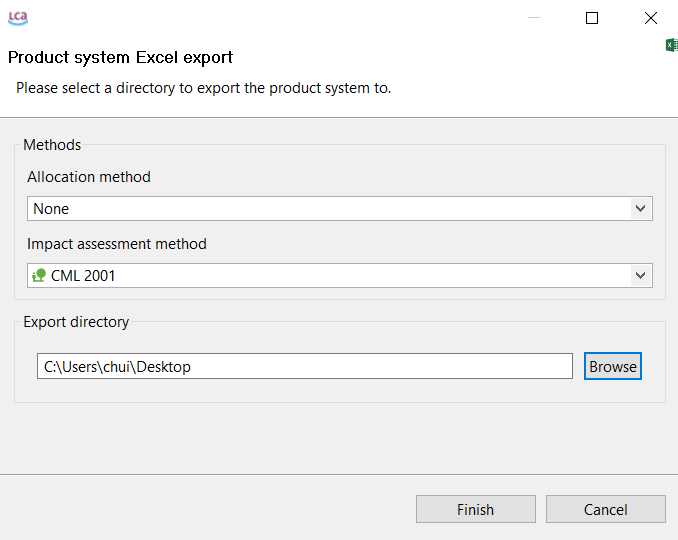 LCA
Product system Excel export
Please select a directory to export the product system to.
Methods
Allocation method
None
Impact assessment method
CML 2001
Export directory
C:\Users\chui\Desktop
Browse
Finish
Cancel